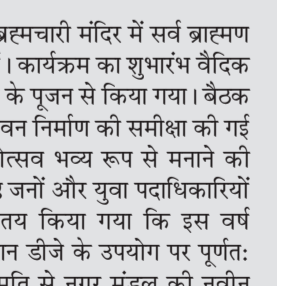 ब्रह्मचारी मंदिर में सर्व ब्राह्मण
। कार्यक्रम का शुभारंभ वैदिक
के पूजन से किया गया। बैठक
वन निर्माण की समीक्षा की गई
त्सव भव्य रूप से मनाने की
जनों और युवा पदाधिकारियों
तय किया गया कि इस वर्ष
न डीजे के उपयोग पर पूर्णत:
से नगर मंडल की नवीन